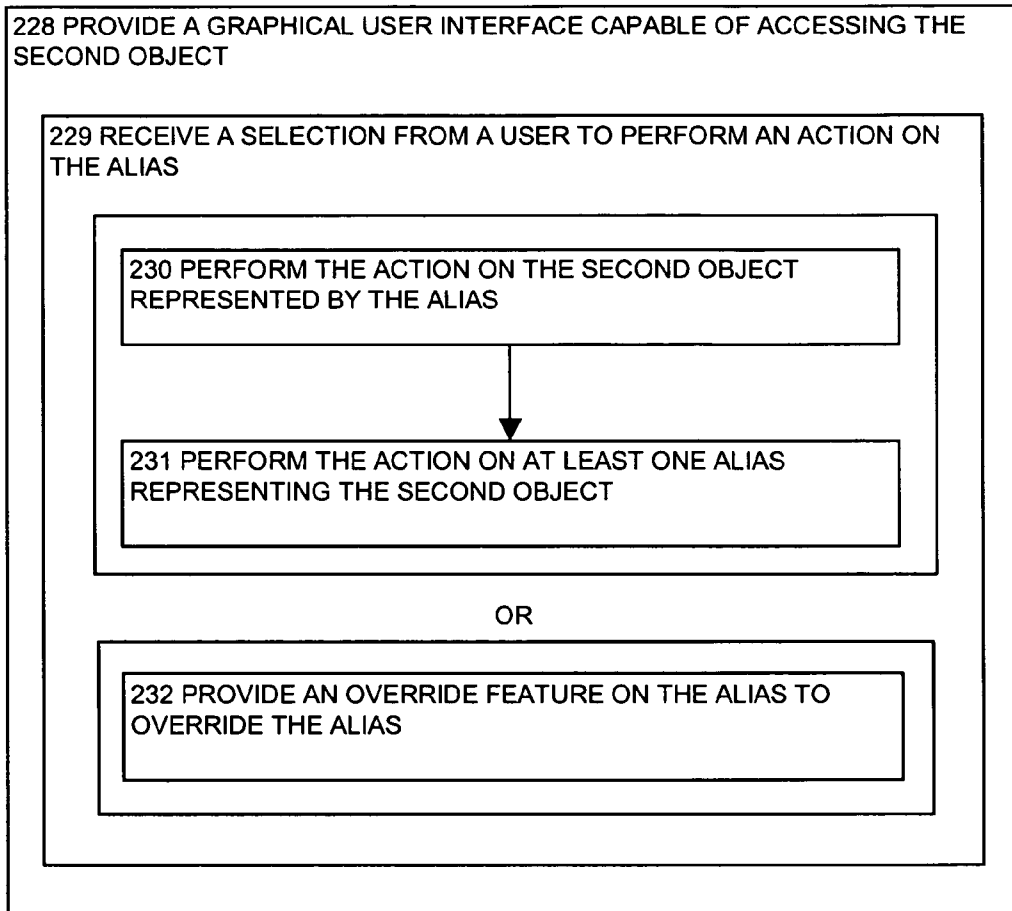 228 PROVIDE A GRAPHICAL USER INTERFACE CAPABLE OF ACCESSING THE
SECOND OBJECT
229 RECEIVE A SELECTION FROM A USER TO PERFORM AN ACTION ON
THE ALIAS
230 PERFORM THE ACTION ON THE SECOND OBJECT
REPRESENTED BY THE ALIAS
231 PERFORM THE ACTION ON AT LEAST ONE ALIAS
REPRESENTING THE SECOND OBJECT
OR
232 PROVIDE AN OVERRIDE FEATURE ON THE ALIAS TO
OVERRIDE THE ALIAS